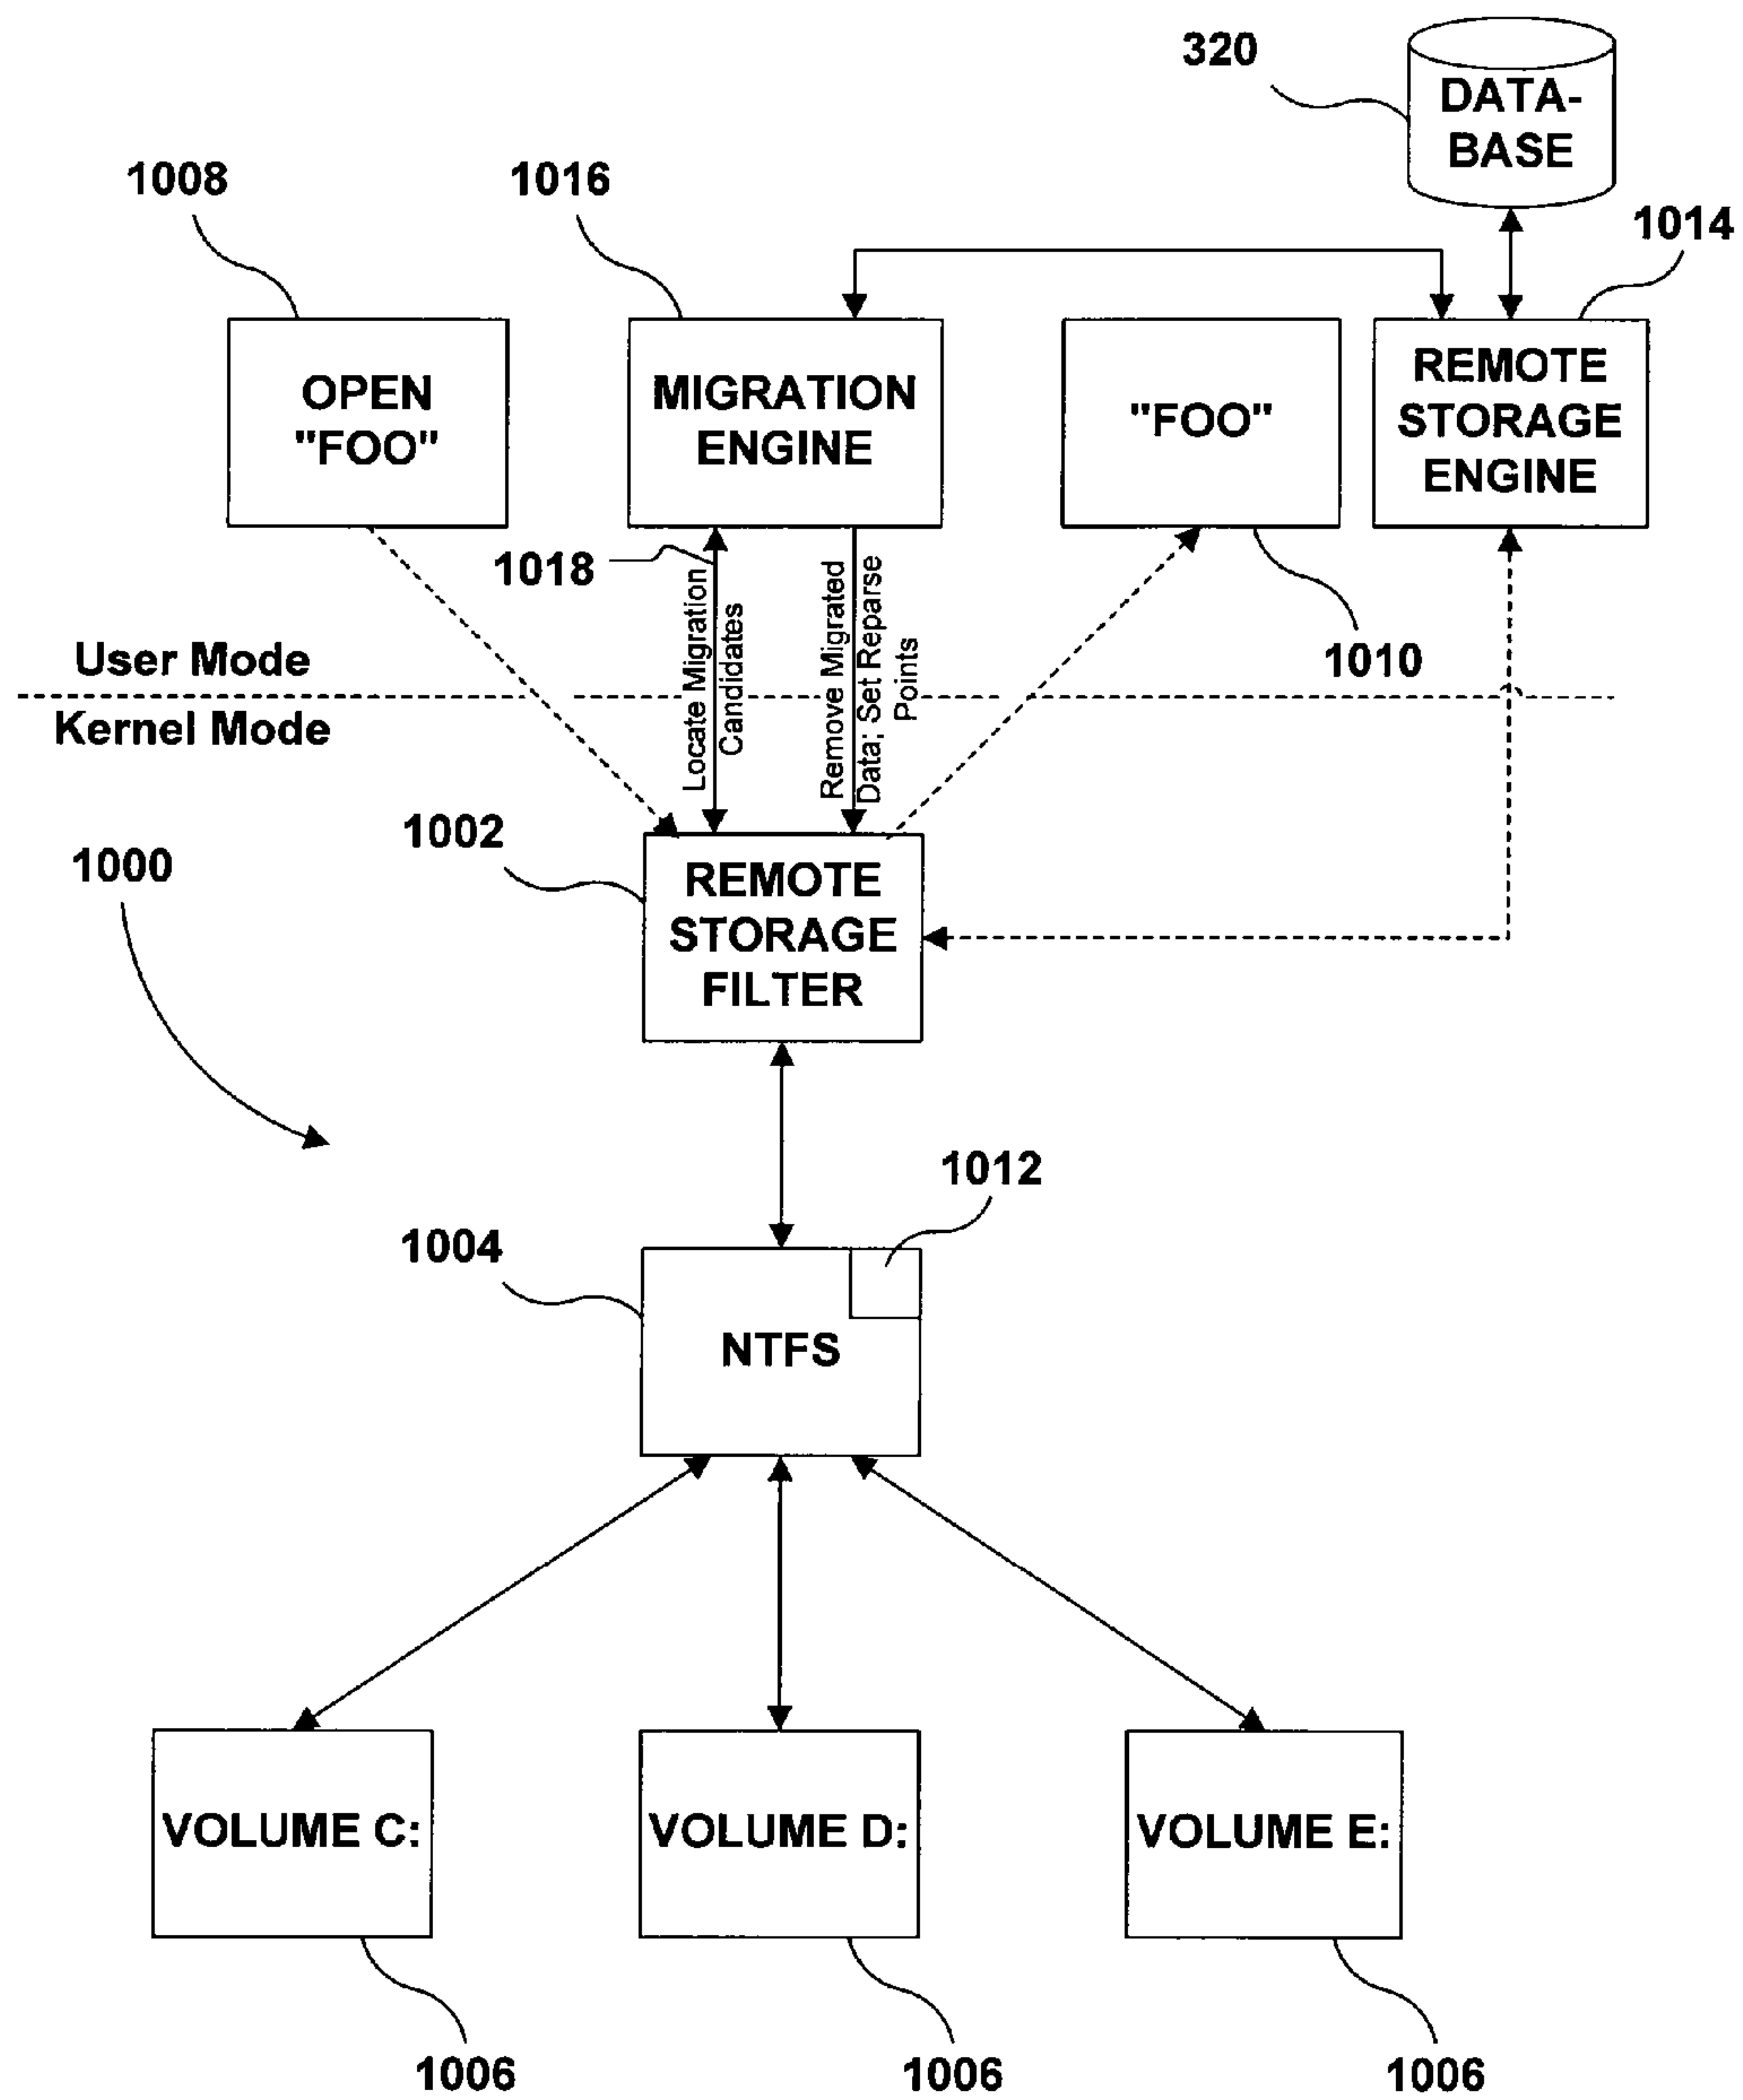 320
DATA-
BASE
1008
1016
1014
OPEN
"FOO"
MIGRATION
ENGINE
"FOO"
REMOTE
STORAGE
ENGINE
1018
Locate Migration
Candidates
Remove Migrated
Data; Set Reparse
Points
1010
User Mode
Kernel Mode
1002
1000
REMOTE
STORAGE
FILTER
1012
1004
NTFS
VOLUME C:
VOLUME D:
VOLUME E:
1006
1006
1006